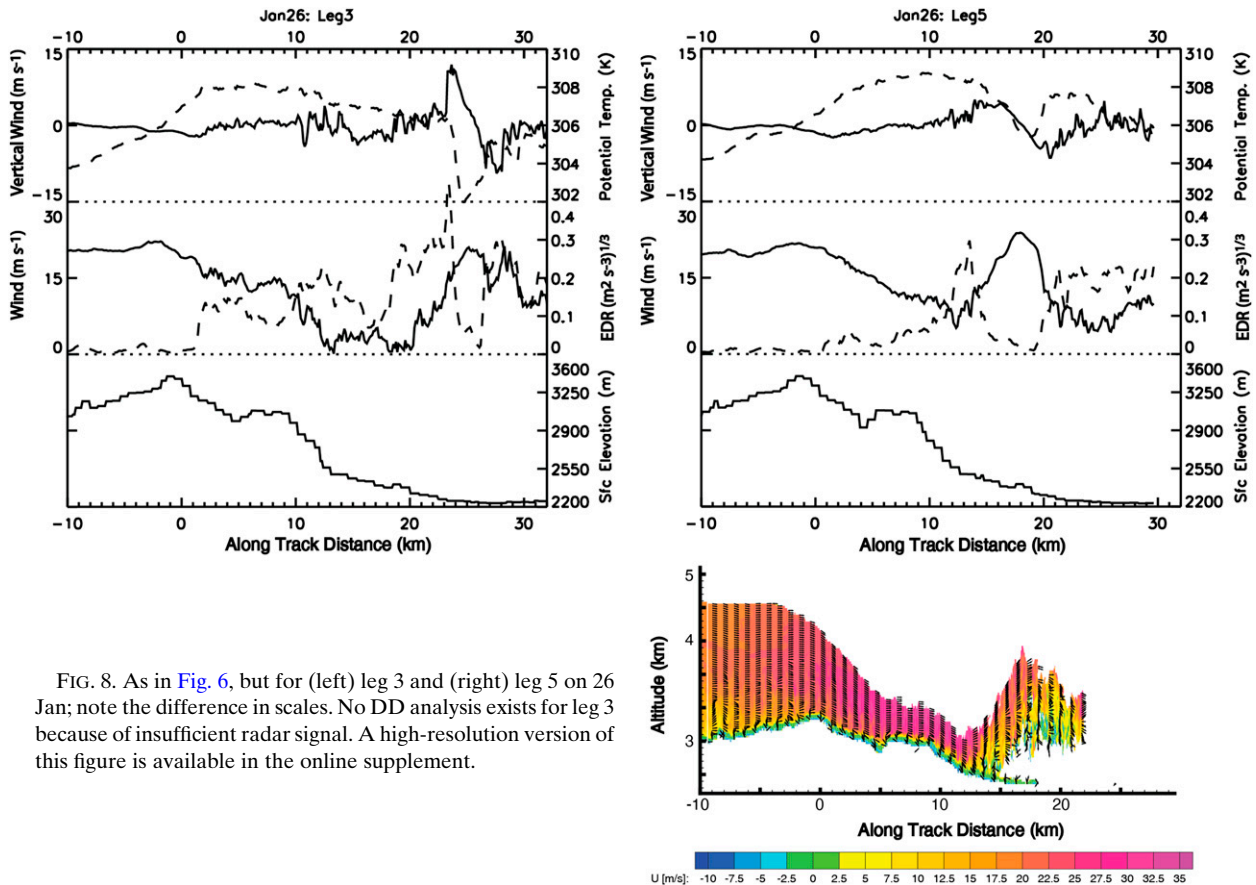 Jan26: Leg3
-10 0 10 20 30
15 310
308
0 306
304
-15 302
Vertical Wind (m s-1)
Potential Temp. (K)
30 0.4
0.3
15 0.2
0.1
0 0
Wind (m s-1)
EDR (m2 s-3)1/3
3600
3250
2900
2550
2200
Sfc Elevation (m)
-10 0 10 20 30
Along Track Distance (km)
Jan26: Leg5
-10 0 10 20 30
15 310
308
0 306
304
-15 302
Vertical Wind (m s-1)
Potential Temp. (K)
30 0.4
0.3
15 0.2
0.1
0 0
Wind (m s-1)
EDR (m2 s-3)1/3
3600
3250
2900
2550
2200
Sfc Elevation (m)
-10 0 10 20 30
Along Track Distance (km)
5
4
3
Altitude (km)
-10 0 10 20
Along Track Distance (km)
U [m/s]: -10 -7.5 -5 -2.5 0 2.5 5 7.5 10 12.5 15 17.5 20 22.5 25 27.5 30 32.5 35
FIG. 8. As in Fig. 6, but for (left) leg 3 and (right) leg 5 on 26
Jan; note the difference in scales. No DD analysis exists for leg 3
because of insufficient radar signal. A high-resolution version of
this figure is available in the online supplement.